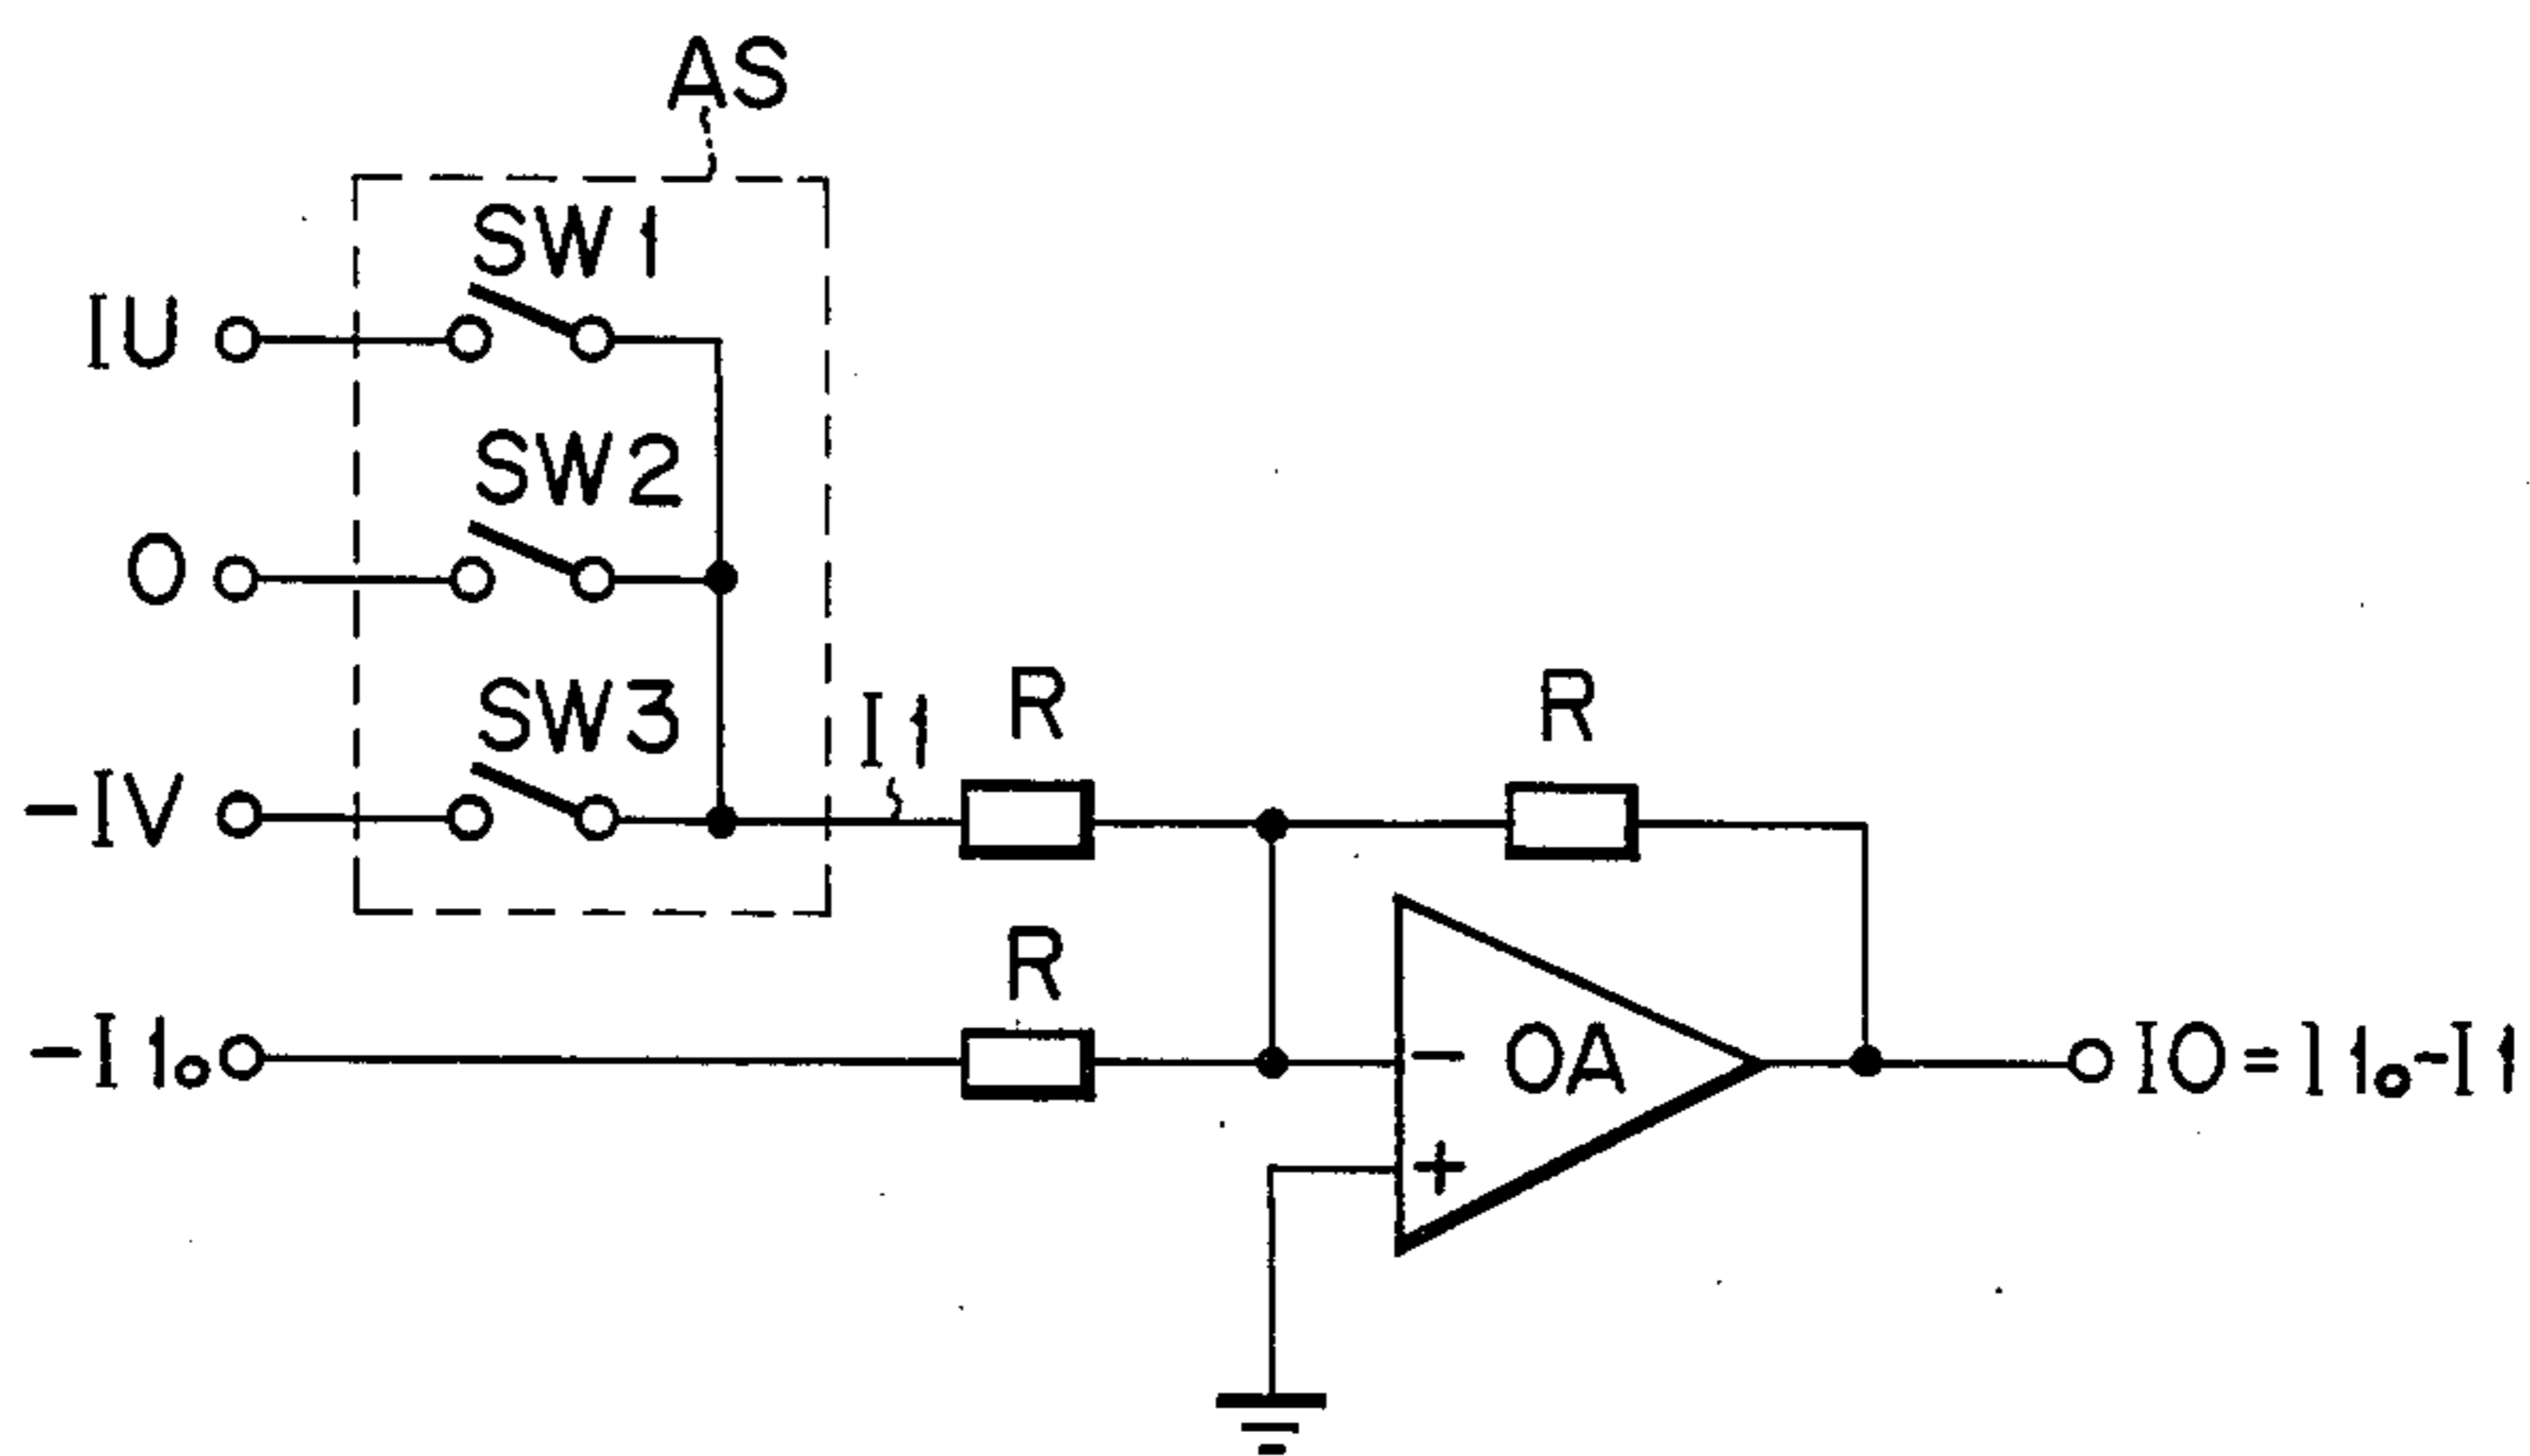 AS
SW1
IU
SW2
O
SW3
-IV
I1
R
R
R
-I1o
- OA
+
IO=I1o-I1